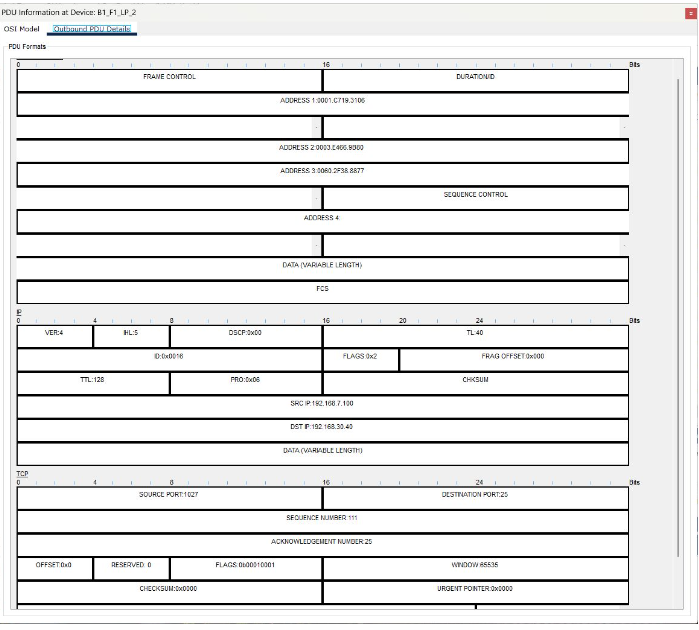 PDU Information at Device: B1_F1_LP_2
OSI Model Outbound PDU Details
PDU Formats
0 16 Bits
FRAME CONTROL DURATION/ID
ADDRESS 1:0001.C719.3106
ADDRESS 2:0003.E466.9B80
ADDRESS 3:0060.2F38.8877
SEQUENCE CONTROL
ADDRESS 4
DATA (VARIABLE LENGTH)
FCS
IP
0 4 8 16 20 24 Bits
VER:4 IHL:5 DSCP:0x00 TL:40
ID:0x0016 FLAGS:0x2 FRAG OFFSET:0x000
TTL:128 PRO:0x06 CHKSUM
SRC IP:192.168.7.100
DST IP:192.168.30.40
DATA (VARIABLE LENGTH)
TCP
0 4 8 16 24 Bits
SOURCE PORT:1027 DESTINATION PORT:25
SEQUENCE NUMBER:111
ACKNOWLEDGEMENT NUMBER:25
OFFSET:0x0 RESERVED: 0 FLAGS:0b00010001 WINDOW:65535
CHECKSUM:0x0000 URGENT POINTER:0x0000